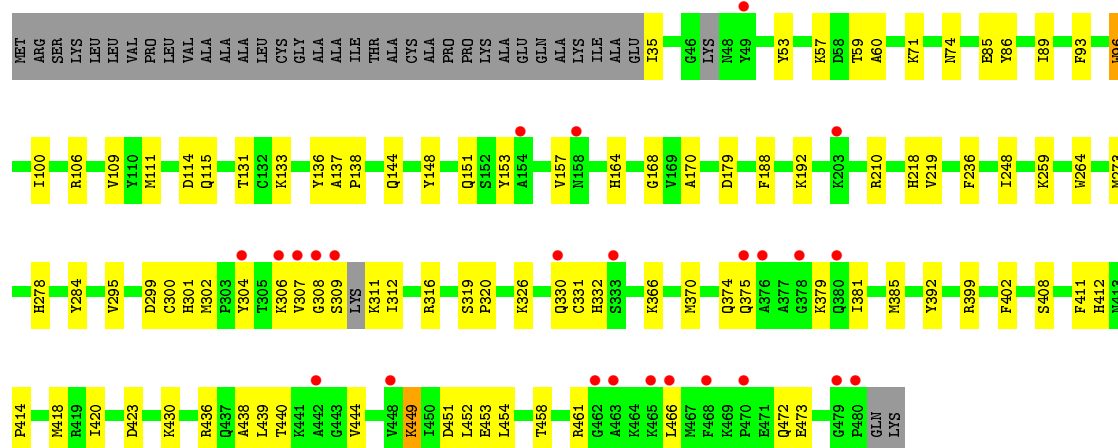 MET ARG SER LYS LEU LEU VAL PRO LEU VAL ALA ALA ALA LEU CYS GLY ALA ALA ILE THR ALA CYS ALA PRO PRO LYS ALA GLU GLN ALA LYS ILE ALA GLU I35 G46 LYS N48 Y49 Y53 K57 D58 T59 A60 K71 N74 E85 Y86 I89 F93
I100 R106 V109 Y110 M111 D114 Q115 T131 C132 K133 Y136 A137 P138 Q144 Y148 Q151 S152 Y153 A154 V157 N158 H164 G168 V169 A170 D179 F188 K192 K203 R210 H218 V219 F236 I248 K259 W264
H278 Y284 V295 D299 C300 H301 M302 P303 Y304 T305 K306 V307 G308 S309 LYS K311 I312 R316 S319 P320 K326 Q330 C331 H332 S333 K366 M370 Q374 Q375 A376 A377 G378 K379 Q380 I381 M385 Y392 R399 F402 S408 F411 H412
P414 M418 R419 I420 D423 K430 R436 Q437 A438 L439 T440 K441 A442 G443 V444 V448 K449 I450 D451 L452 E453 L454 T458 R461 G462 A463 K464 K465 L466 M467 F468 K469 P470 E471 Q472 E473 G479 P480 GLN LYS